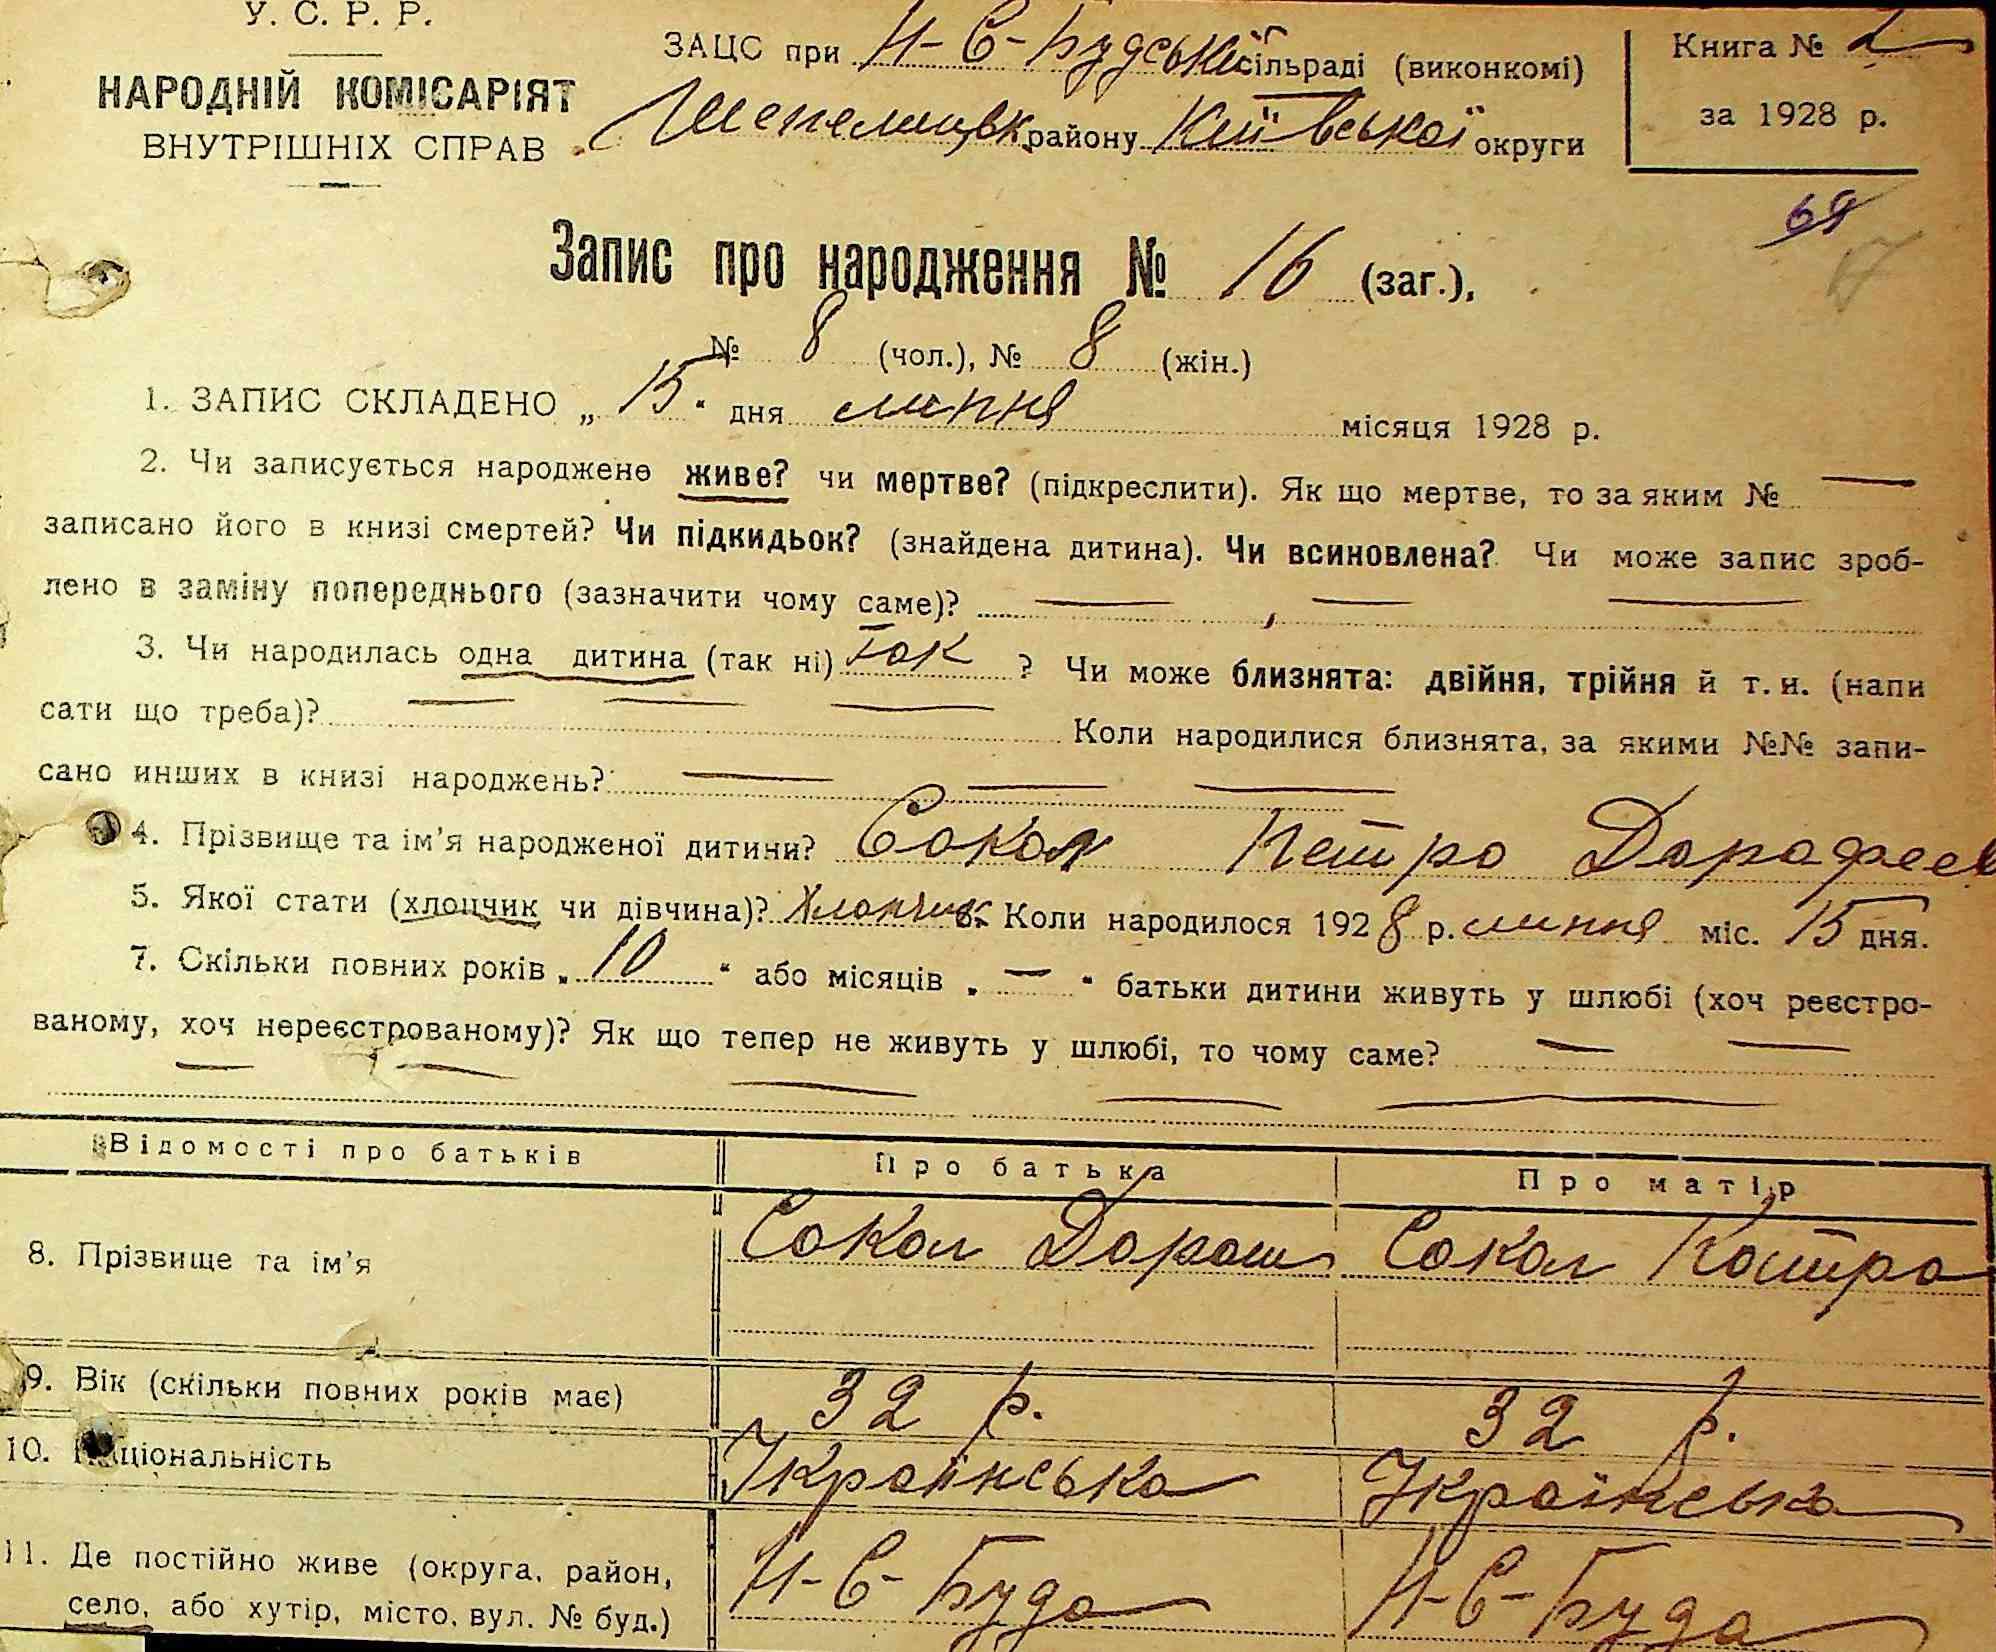 У. С. Р. Р.
НАРОДНІЙ КОМІСАРІЯТ
ВНУТРІШНІХ СПРАВ
ЗАЦС при Н-С-Будській сільраді (виконкомі)
Шепелицьк. району Київської округи
Книга № 2
за 1928 р.
69
17
Запис про народження № 16 (заг.),
№ 8 (чол.), № 8 (жін.)
1. ЗАПИС СКЛАДЕНО „ 15 “ дня липня місяця 1928 р.
2. Чи записується народжене живе? чи мертве? (підкреслити). Як що мертве, то за яким № —
записано його в книзі смертей? Чи підкидьок? (знайдена дитина). Чи всиновлена? Чи може запис зроб-
лено в заміну попереднього (зазначити чому саме)? — — —
3. Чи народилась одна дитина (так ні) так ? Чи може близнята: двійня, трійня й т. и. (напи
сати що треба)? — — — Коли народилися близнята, за якими №№ запи-
сано инших в книзі народжень? — — —
4. Прізвище та ім’я народженої дитини? Сокол Петро Дарафеєв
5. Якої стати (хлопчик чи дівчина)? Хлопчик 6. Коли народилося 1928 р. липня міс. 15 дня.
7. Скільки повних років „ 10 “ або місяців „ — “ батьки дитини живуть у шлюбі (хоч реєстро-
ваному, хоч нереєстрованому)? Як що тепер не живуть у шлюбі, то чому саме? — —
— — — — —
Відомості про батьків Про батька Про матір
8. Прізвище та ім’я Сокол Дорош Сокол Котра
9. Вік (скільки повних років має) 32 р. 32 р.
10. Національність Українська Українська
11. Де постійно живе (округа, район, Н-С-Буда Н-С-Буда
село, або хутір, місто, вул. № буд.)